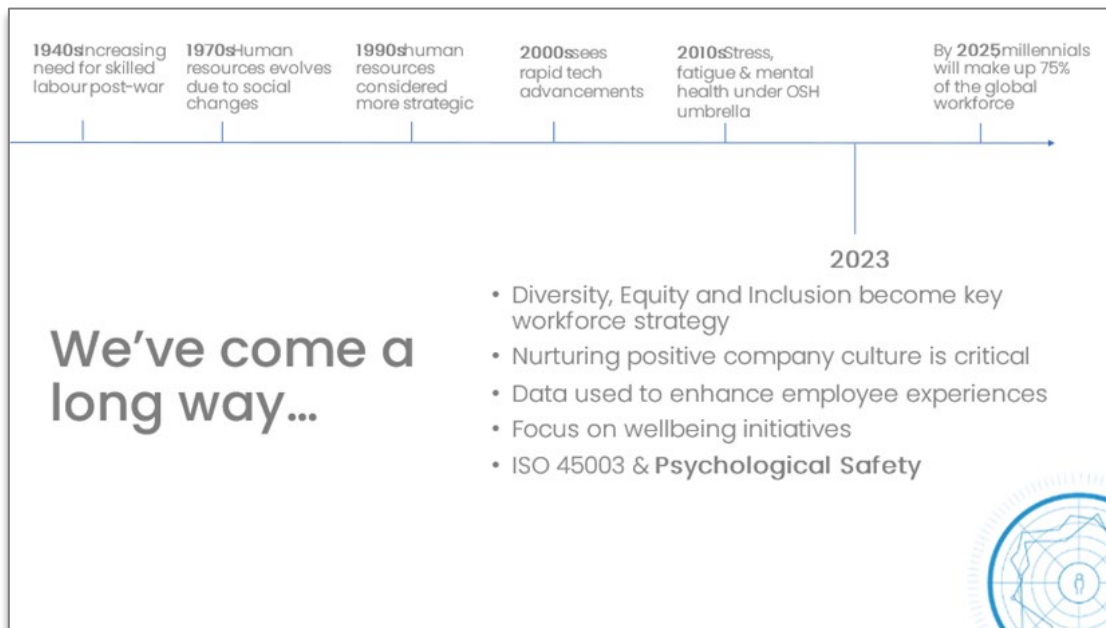 1940s Increasing
need for skilled
labour post-war
1970s Human
resources evolves
due to social
changes
1990s human
resources
considered
more strategic
2000s sees
rapid tech
advancements
2010s Stress,
fatigue & mental
health under OSH
umbrella
By 2025 millennials
will make up 75%
of the global
workforce
2023
We've come a
long way...
• Diversity, Equity and Inclusion become key
workforce strategy
• Nurturing positive company culture is critical
• Data used to enhance employee experiences
• Focus on wellbeing initiatives
• ISO 45003 & Psychological Safety